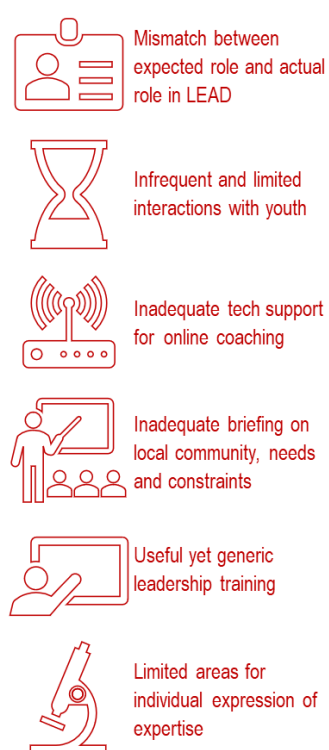 Mismatch between
expected role and actual
role in LEAD
Infrequent and limited
interactions with youth
Inadequate tech support
for online coaching
Inadequate briefing on
local community, needs
and constraints
Useful yet generic
leadership training
Limited areas for
individual expression of
expertise